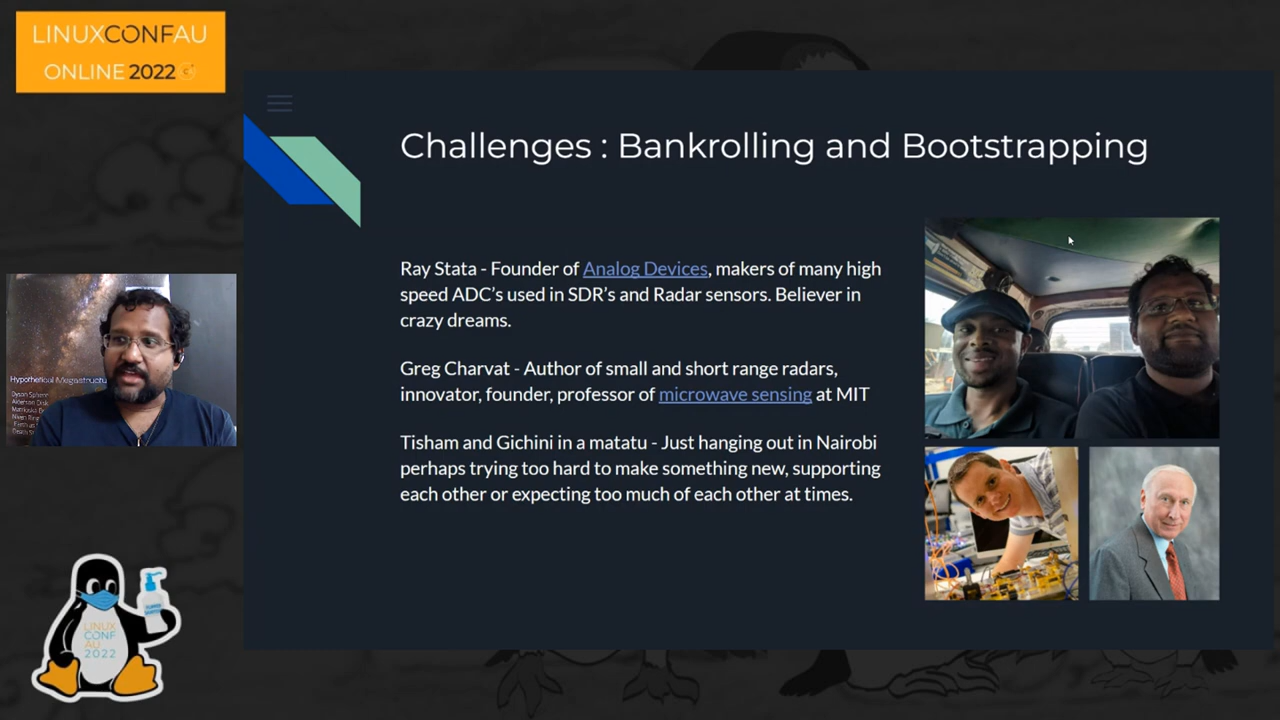 LINUXCONFAU
ONLINE 2022
Challenges : Bankrolling and Bootstrapping
Ray Stata - Founder of Analog Devices, makers of many high
speed ADC's used in SDR's and Radar sensors. Believer in
crazy dreams.
Greg Charvat - Author of small and short range radars,
innovator, founder, professor of microwave sensing at MIT
Tisham and Gichini in a matatu - Just hanging out in Nairobi
perhaps trying too hard to make something new, supporting
each other or expecting too much of each other at times.
Hypothetical Megastructu
LINUX
CONF
AU
2022